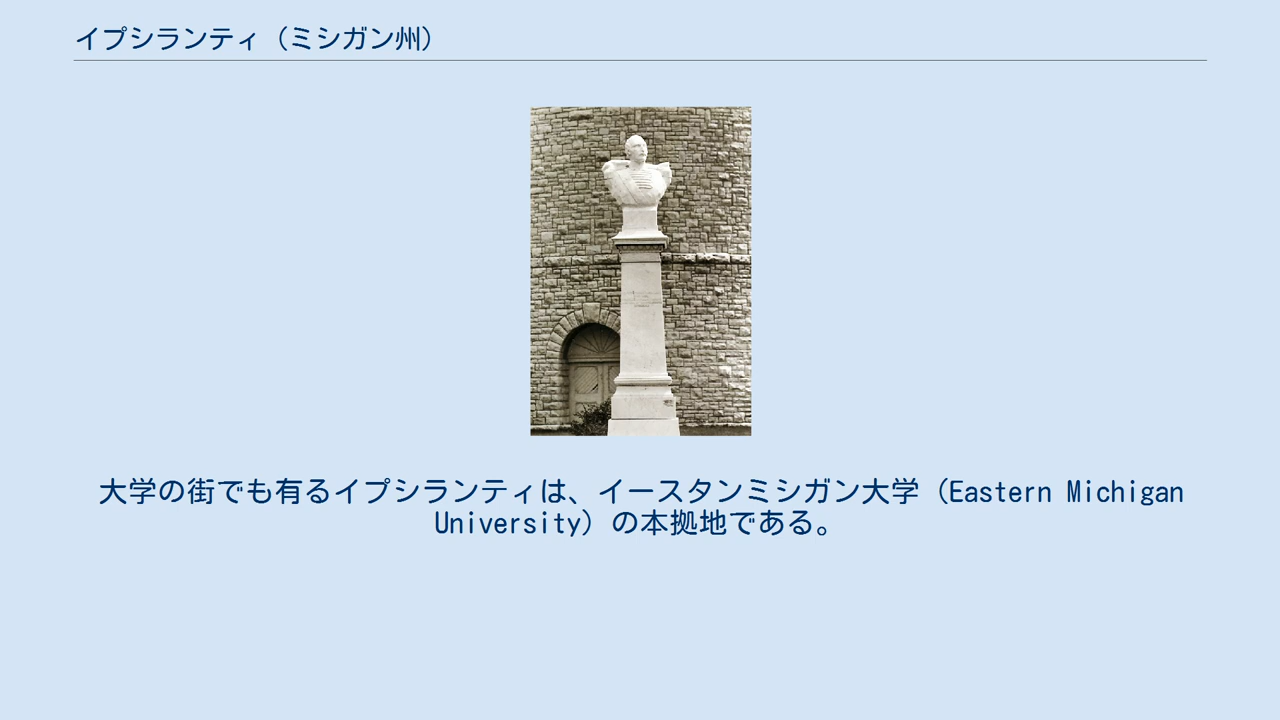 イプシランティ（ミシガン州）
大学の街でも有るイプシランティは、イースタンミシガン大学（Eastern Michigan
University）の本拠地である。